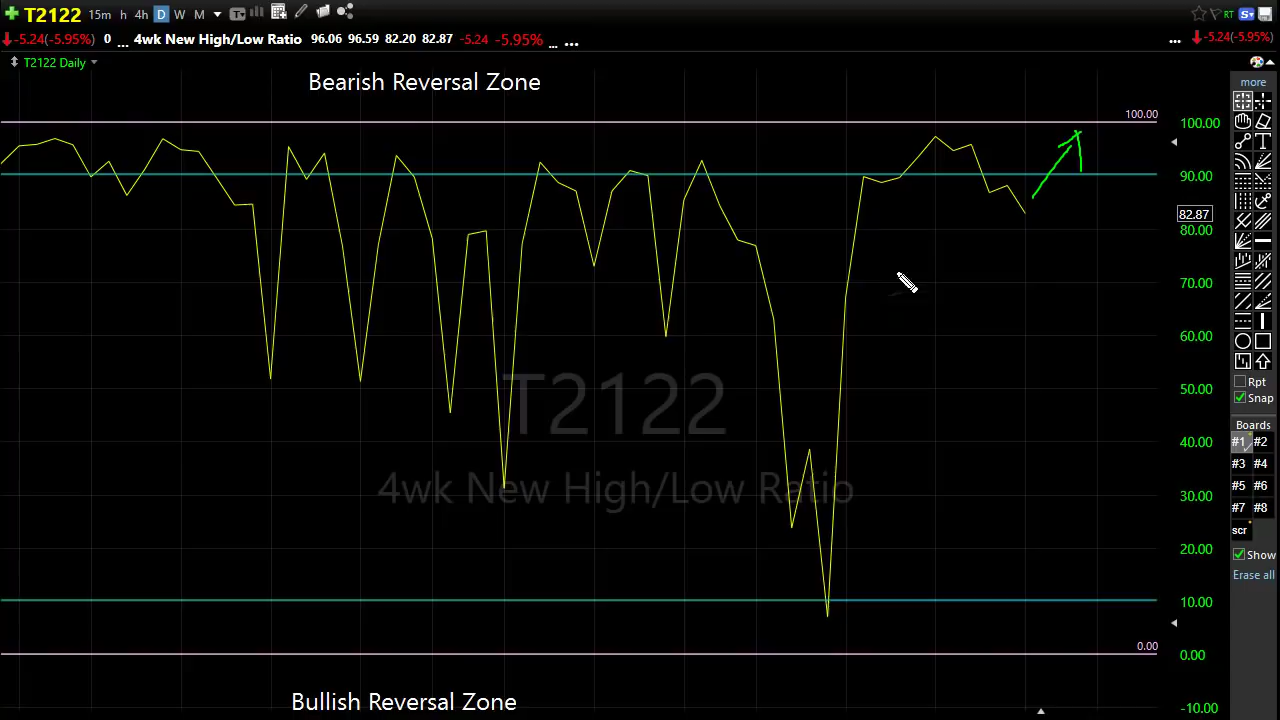 T2122 15m h 4h D W M T RT S
-5.24(-5.95%) 0 ... 4wk New High/Low Ratio 96.06 96.59 82.20 82.87 -5.24 -5.95% ... ... ... -5.24(-5.95%)
T2122 Daily
Bearish Reversal Zone
more
100.00
100.00
90.00
82.87
80.00
70.00
60.00
50.00
40.00
30.00
20.00
10.00
0.00
0.00
-10.00
T2122
4wk New High/Low Ratio
Bullish Reversal Zone
T
Rpt
Snap
Boards
#1 #2
#3 #4
#5 #6
#7 #8
scr
Show
Erase all